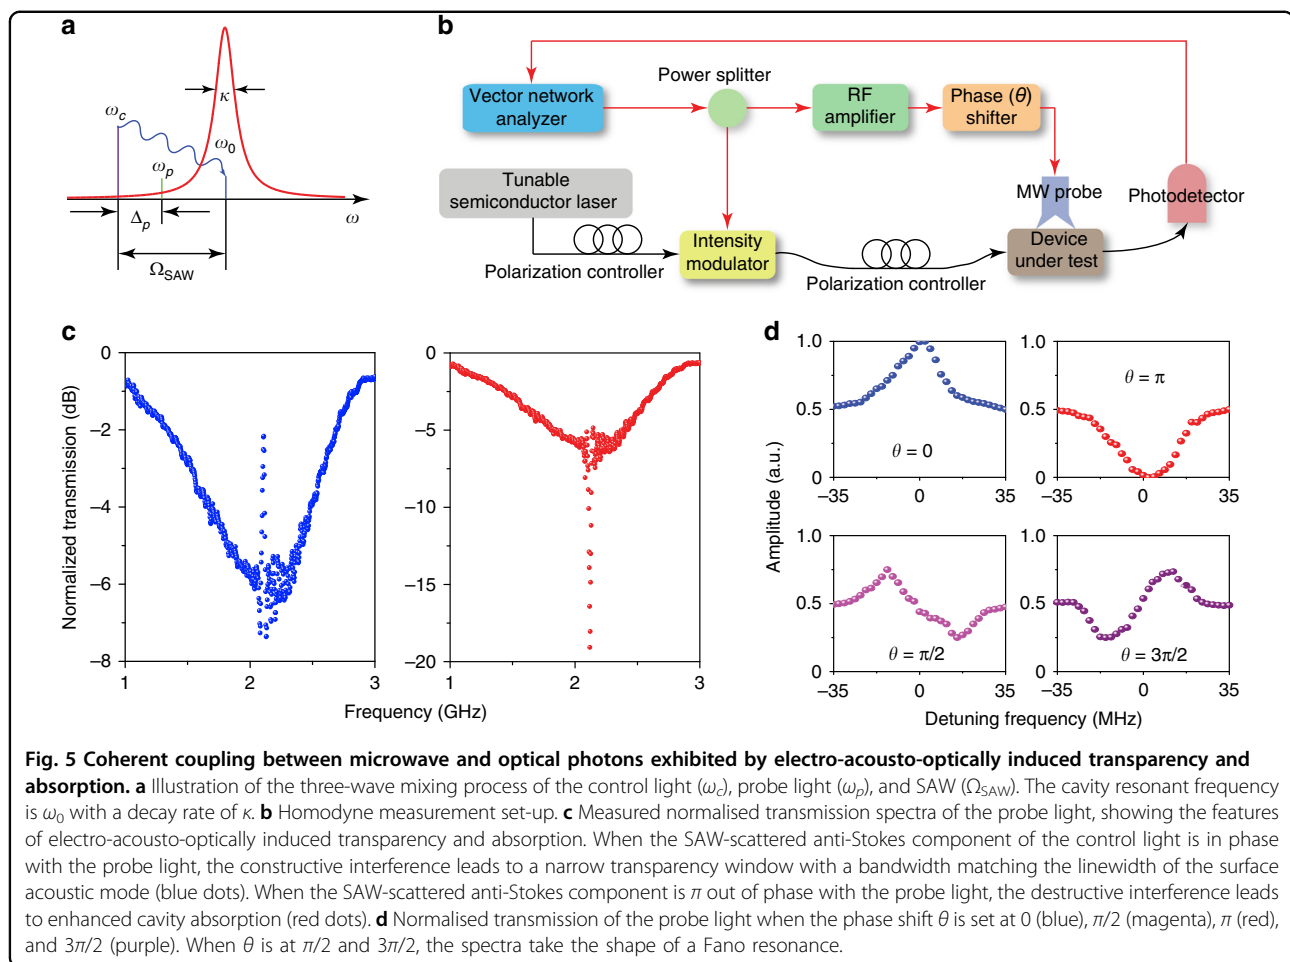 a
κ
ω_c
ω_0
ω_p
ω
Δ_p
Ω_SAW
b
Power splitter
Vector network
analyzer
RF
amplifier
Phase (θ)
shifter
Tunable
semiconductor laser
MW probe
Photodetector
Intensity
modulator
Device
under test
Polarization controller
Polarization controller
c
Normalized transmission (dB)
0
−2
−4
−6
−8
1
2
3
0
−5
−10
−15
−20
1
2
3
Frequency (GHz)
d
Amplitude (a.u.)
1.0
0.5
0
−35
0
35
θ = 0
1.0
0.5
0
−35
0
35
θ = π
1.0
0.5
0
−35
0
35
θ = π/2
1.0
0.5
0
−35
0
35
θ = 3π/2
Detuning frequency (MHz)
Fig. 5 Coherent coupling between microwave and optical photons exhibited by electro-acousto-optically induced transparency and
absorption. a Illustration of the three-wave mixing process of the control light (ω_c), probe light (ω_p), and SAW (Ω_SAW). The cavity resonant frequency
is ω_0 with a decay rate of κ. b Homodyne measurement set-up. c Measured normalised transmission spectra of the probe light, showing the features
of electro-acousto-optically induced transparency and absorption. When the SAW-scattered anti-Stokes component of the control light is in phase
with the probe light, the constructive interference leads to a narrow transparency window with a bandwidth matching the linewidth of the surface
acoustic mode (blue dots). When the SAW-scattered anti-Stokes component is π out of phase with the probe light, the destructive interference leads
to enhanced cavity absorption (red dots). d Normalised transmission of the probe light when the phase shift θ is set at 0 (blue), π/2 (magenta), π (red),
and 3π/2 (purple). When θ is at π/2 and 3π/2, the spectra take the shape of a Fano resonance.